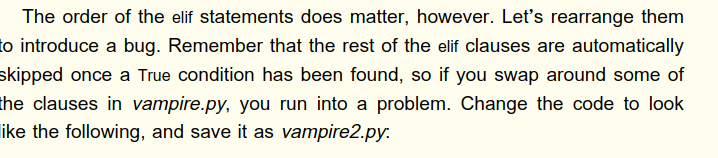 The order of the elif statements does matter, however. Let’s rearrange them
to introduce a bug. Remember that the rest of the elif clauses are automatically
skipped once a True condition has been found, so if you swap around some of
the clauses in vampire.py, you run into a problem. Change the code to look
like the following, and save it as vampire2.py: